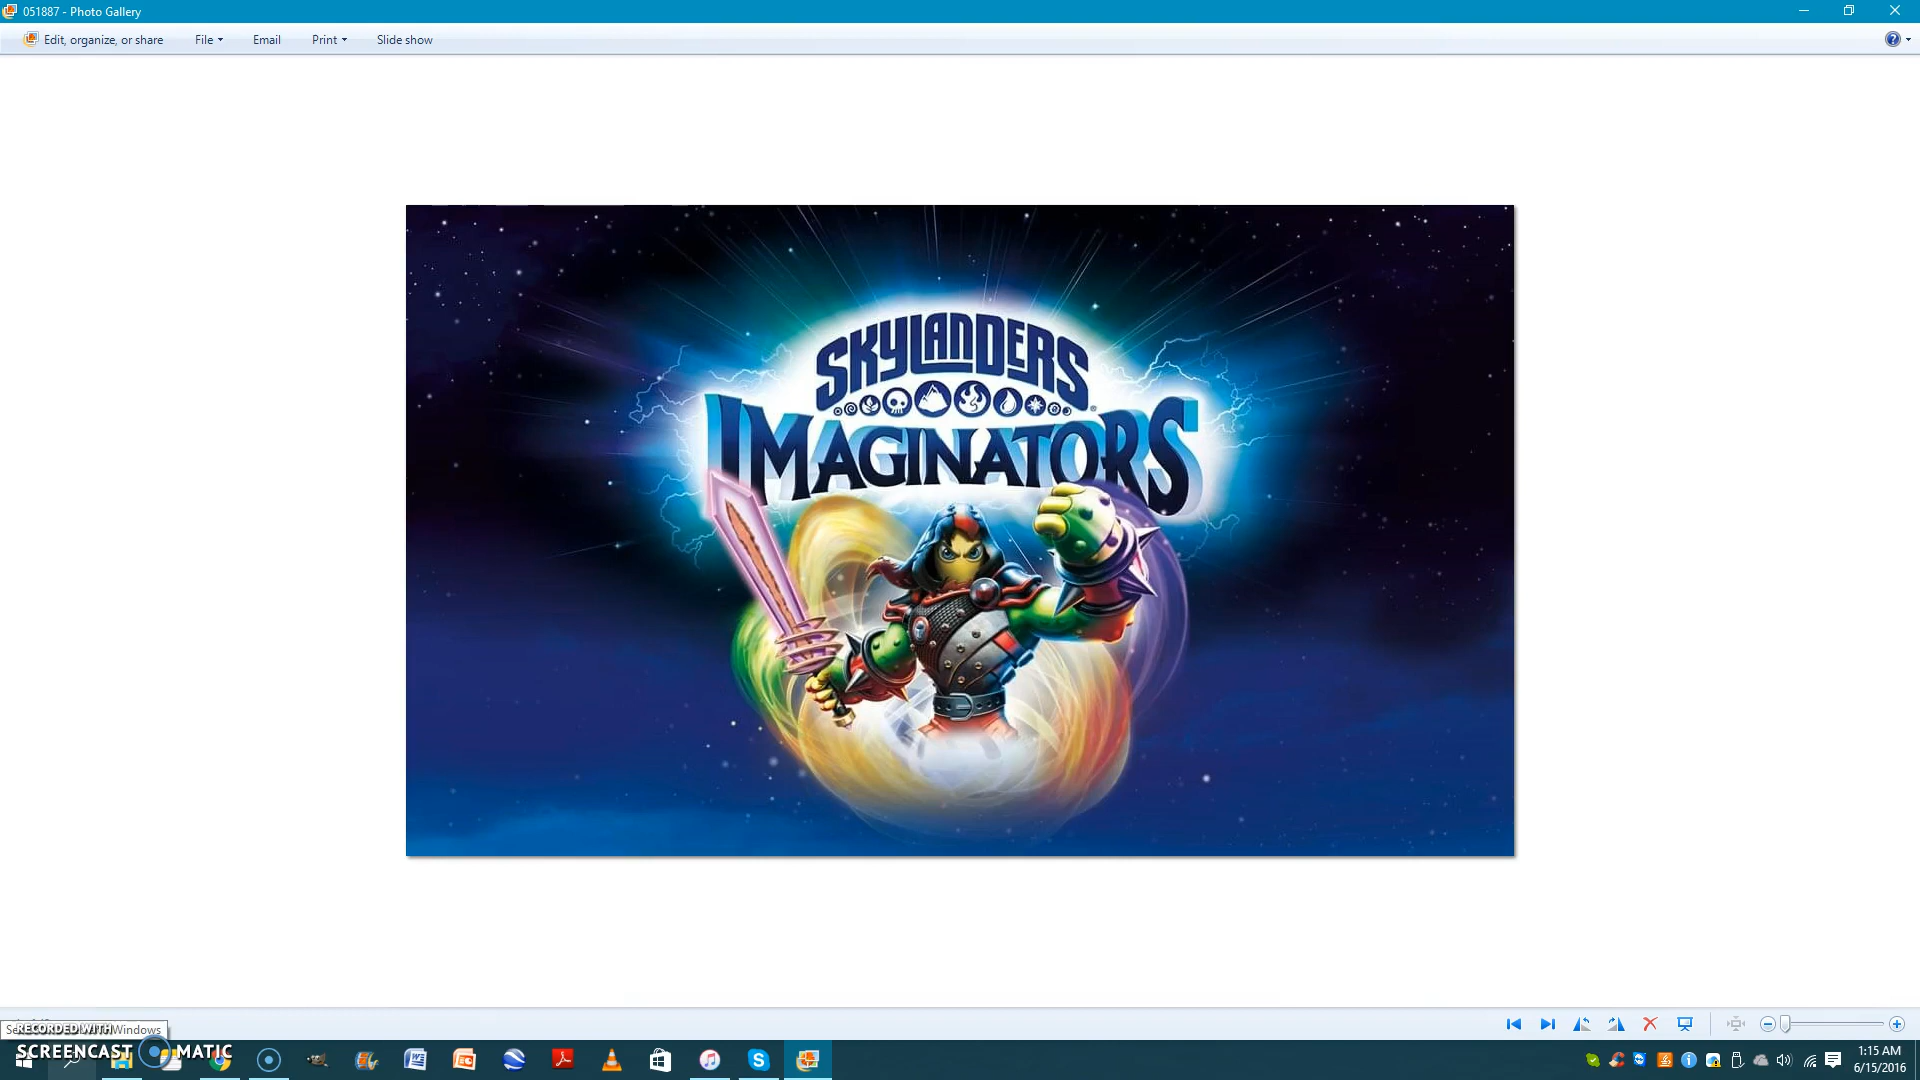 051887 - Photo Gallery
Edit, organize, or share File Email Print Slide show
SKYLANDERS
IMAGINATORS
RECORDED WITH
Windows
SCREENCAST MATIC
1:15 AM
6/15/2016